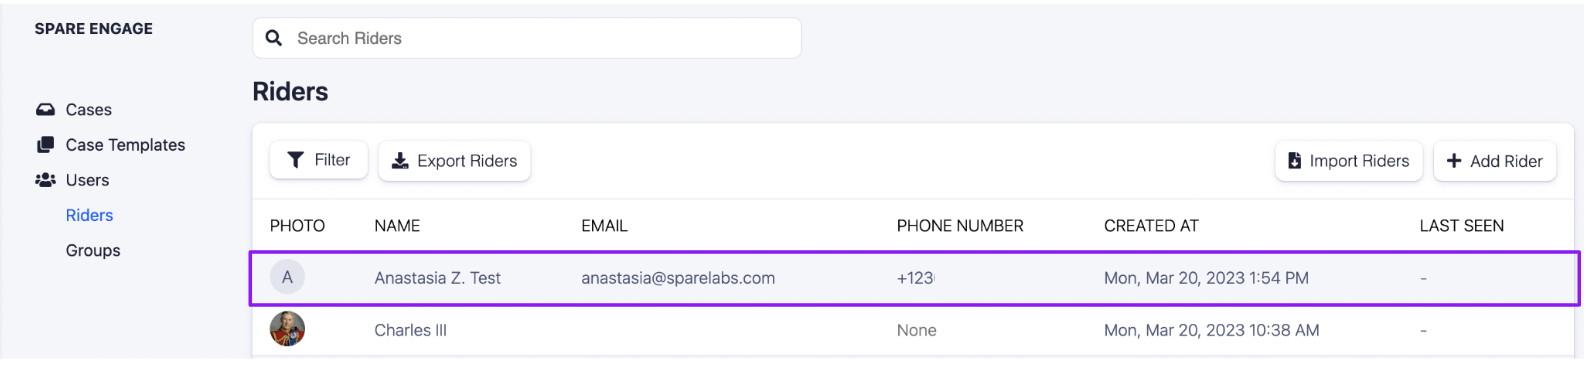 SPARE ENGAGE
Search Riders
Cases
Case Templates
Users
Riders
Groups
Riders
Filter
Export Riders
Import Riders
Add Rider
PHOTO NAME EMAIL PHONE NUMBER CREATED AT LAST SEEN
A Anastasia Z. Test anastasia@sparelabs.com +123 Mon, Mar 20, 2023 1:54 PM -
Charles III None Mon, Mar 20, 2023 10:38 AM -